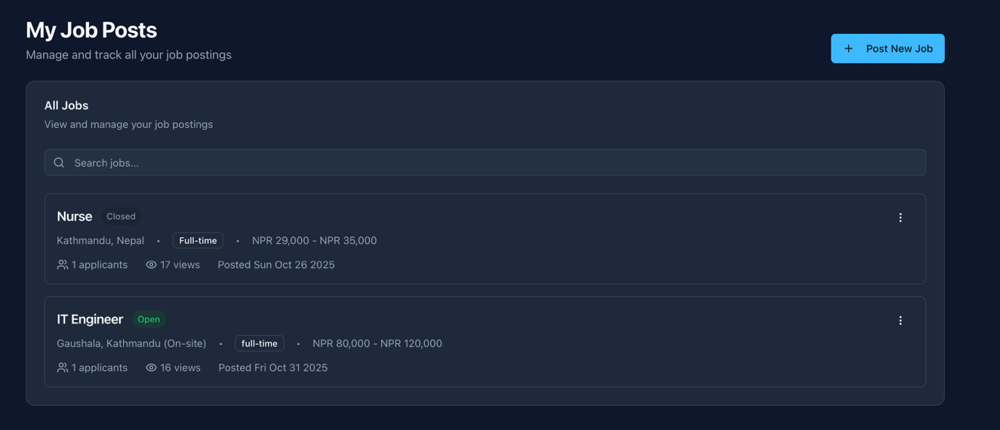 My Job Posts
Manage and track all your job postings
+ Post New Job
All Jobs
View and manage your job postings
Search jobs...
Nurse Closed
Kathmandu, Nepal • Full-time • NPR 29,000 - NPR 35,000
1 applicants 17 views Posted Sun Oct 26 2025
IT Engineer Open
Gaushala, Kathmandu (On-site) • full-time • NPR 80,000 - NPR 120,000
1 applicants 16 views Posted Fri Oct 31 2025